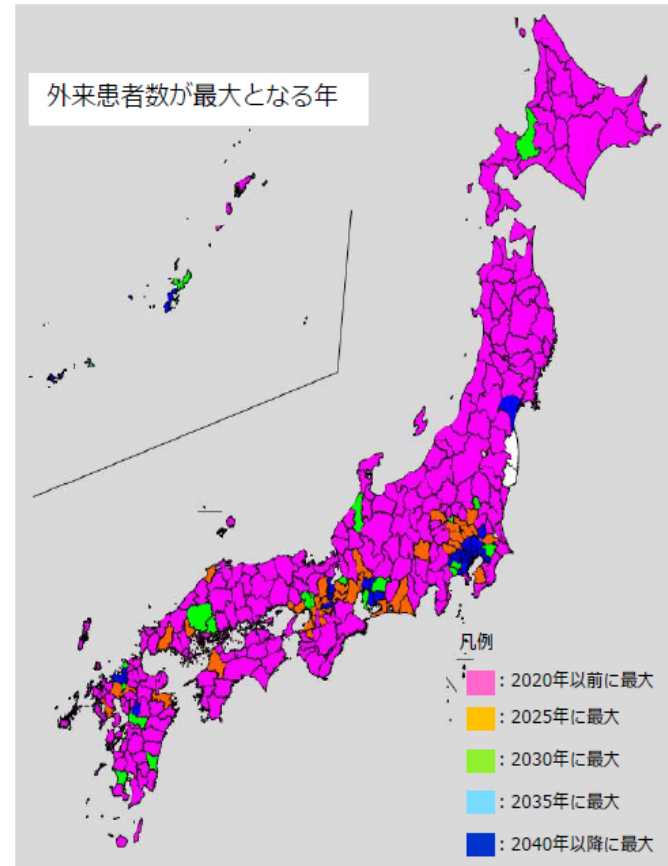 外来患者数が最大となる年
凡例
：2020年以前に最大
：2025年に最大
：2030年に最大
：2035年に最大
：2040年以降に最大